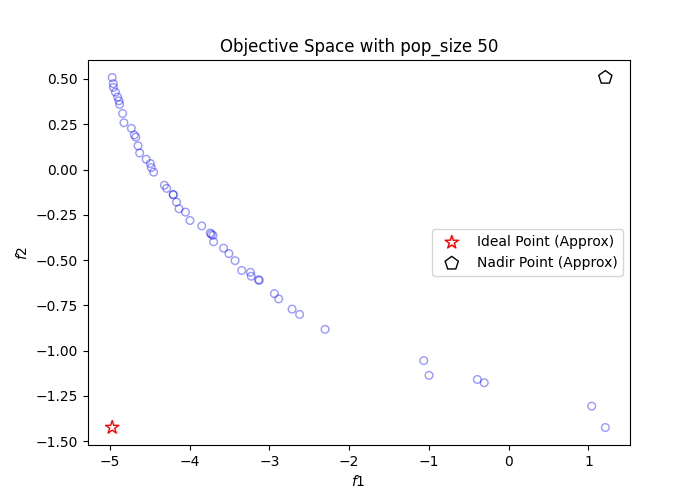 Objective Space with pop_size 50
0.50
0.25
0.00
−0.25
−0.50
−0.75
−1.00
−1.25
−1.50
f2
Ideal Point (Approx)
Nadir Point (Approx)
−5 −4 −3 −2 −1 0 1
f1